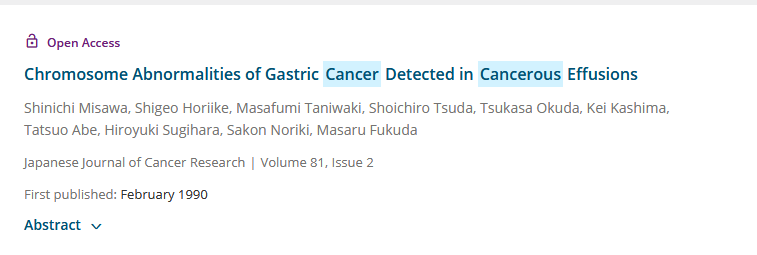 Open Access
Chromosome Abnormalities of Gastric Cancer Detected in Cancerous Effusions
Shinichi Misawa, Shigeo Horiike, Masafumi Taniwaki, Shoichiro Tsuda, Tsukasa Okuda, Kei Kashima,
Tatsuo Abe, Hiroyuki Sugihara, Sakon Noriki, Masaru Fukuda
Japanese Journal of Cancer Research | Volume 81, Issue 2
First published: February 1990
Abstract